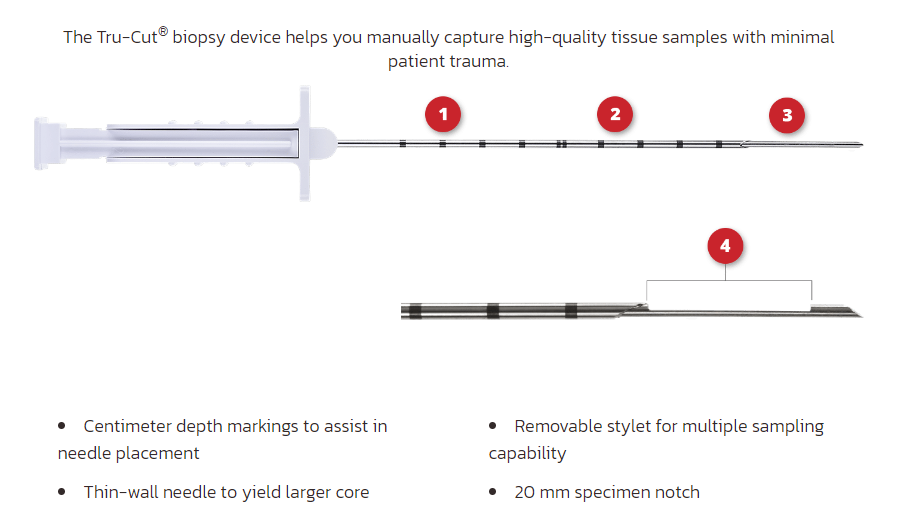 The Tru-Cut® biopsy device helps you manually capture high-quality tissue samples with minimal
patient trauma.
1
2
3
4
• Centimeter depth markings to assist in
needle placement
• Thin-wall needle to yield larger core
• Removable stylet for multiple sampling
capability
• 20 mm specimen notch